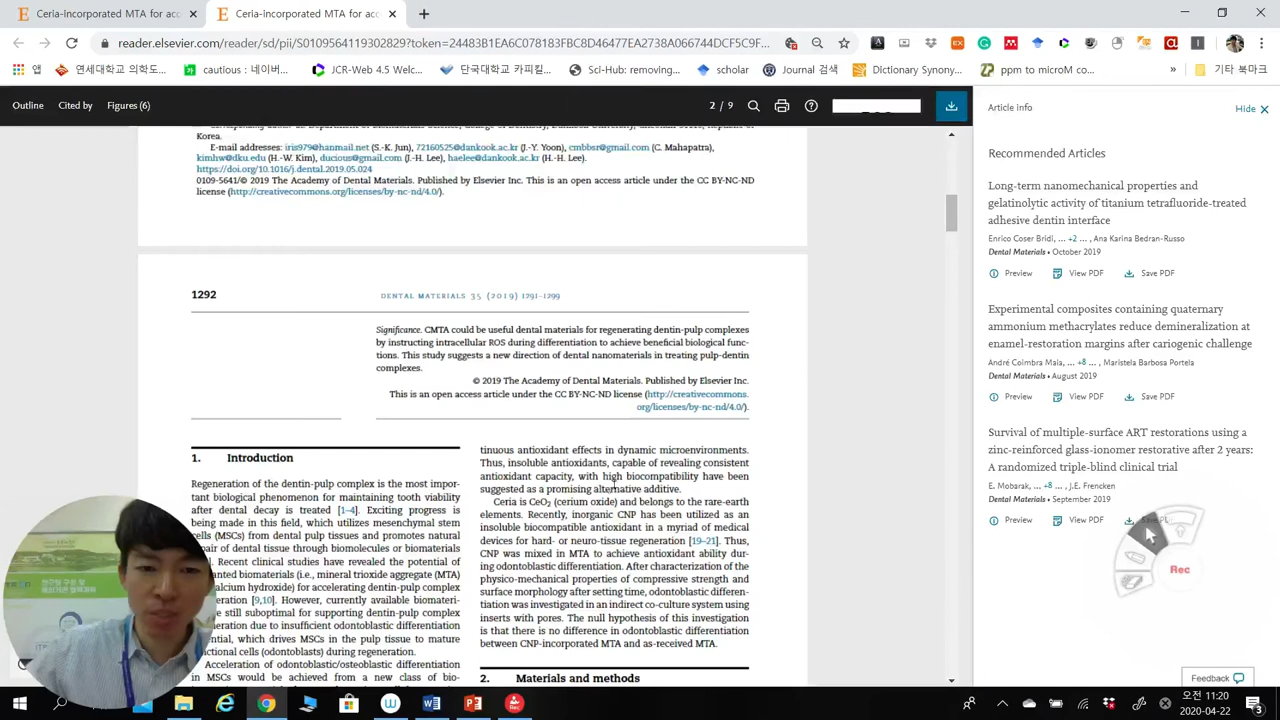 Ceria-Incorporated MTA for acc
Ceria-Incorporated MTA for acc
reader.elsevier.com/reader/sd/pii/S0109564119302829?token=
앱
연세대학교 의학도...
cautious : 네이버...
JCR-Web 4.5 Welc...
단국대학교 카피킬...
Sci-Hub: removing...
scholar
Journal 검색
Dictionary Synony...
ppm to microM co...
»
기타 북마크
Outline
Cited by
Figures (6)
2 / 9
Article info
Hide
Korea.
E-mail addresses: iris979@hanmail.net (S.-K. Jun), 72160525@dankook.ac.kr (J.-Y. Yoon), cmbbsr@gmail.com (C. Mahapatra),
kimhw@dku.edu (H.-W. Kim), ducious@gmail.com (J.-H. Lee), haelee@dankook.ac.kr (H.-H. Lee).
https://doi.org/10.1016/j.dental.2019.05.024
0109-5641/© 2019 The Academy of Dental Materials. Published by Elsevier Inc. This is an open access article under the CC BY-NC-ND
license (http://creativecommons.org/licenses/by-nc-nd/4.0/).
1292
DENTAL MATERIALS 35 (2019) 1291–1299
Significance. CMTA could be useful dental materials for regenerating dentin-pulp complexes
by instructing intracellular ROS during differentiation to achieve beneficial biological func-
tions. This study suggests a new direction of dental nanomaterials in treating pulp-dentin
complexes.
© 2019 The Academy of Dental Materials. Published by Elsevier Inc.
This is an open access article under the CC BY-NC-ND license (http://creativecommons.
org/licenses/by-nc-nd/4.0/).
1. Introduction
Regeneration of the dentin-pulp complex is the most impor-
tant biological phenomenon for maintaining tooth vitality
after dental decay is treated [1–4]. Exciting progress is
being made in this field, which utilizes menchymal stem
cells (MSCs) from dental pulp tissues and promotes natural
pair of dental tissue through biomolecules or biomaterials
Recent clinical studies have revealed the potential of
anted biomaterials (i.e., mineral trioxide aggregate (MTA)
alcium hydroxide) for accelerating dentin-pulp complex
eneration [9,10]. However, currently available biomateri-
e still suboptimal for supporting dentin-pulp complex
eration due to insufficient odontoblastic differentiation
ential, which drives MSCs in the pulp tissue to mature
nctional cells (odontoblasts) during regeneration.
Acceleration of odontoblastic/osteoblastic differentiation
in MSCs would be achieved from a new class of bio-
tinuous antioxidant effects in dynamic microenvironments.
Thus, insoluble antioxidants, capable of revealing consistent
antioxidant capacity, with high biocompatibility have been
suggested as a promising alternative additive.
Ceria is CeO2 (cerium oxide) and belongs to the rare-earth
elements. Recently, inorganic CNP has been utilized as an
insoluble biocompatible antioxidant in a myriad of medical
devices for hard- or neuro-tissue regeneration [19–21]. Thus,
CNP was mixed in MTA to achieve antioxidant ability dur-
ing odontoblastic differentiation. After characterization of the
physico-mechanical properties of compressive strength and
surface morphology after setting time, odontoblastic differen-
tiation was investigated in an indirect co-culture system using
inserts with pores. The null hypothesis of this investigation
is that there is no difference in odontoblastic differentiation
between CNP-incorporated MTA and as-received MTA.
2. Materials and methods
Recommended Articles
Long-term nanomechanical properties and
gelatinolytic activity of titanium tetrafluoride-treated
adhesive dentin interface
Enrico Coser Bridi, ... +2 ... , Ana Karina Bedran-Russo
Dental Materials • October 2019
Preview
View PDF
Save PDF
Experimental composites containing quaternary
ammonium methacrylates reduce demineralization at
enamel-restoration margins after cariogenic challenge
André Coimbra Maia, ... +8 ... , Maristela Barbosa Portela
Dental Materials • August 2019
Preview
View PDF
Save PDF
Survival of multiple-surface ART restorations using a
zinc-reinforced glass-ionomer restorative after 2 years:
A randomized triple-blind clinical trial
E. Mobarak, ... +8 ... , J.E. Frencken
Dental Materials • September 2019
Preview
View PDF
Rec
Feedback
오전 11:20
2020-04-22
3